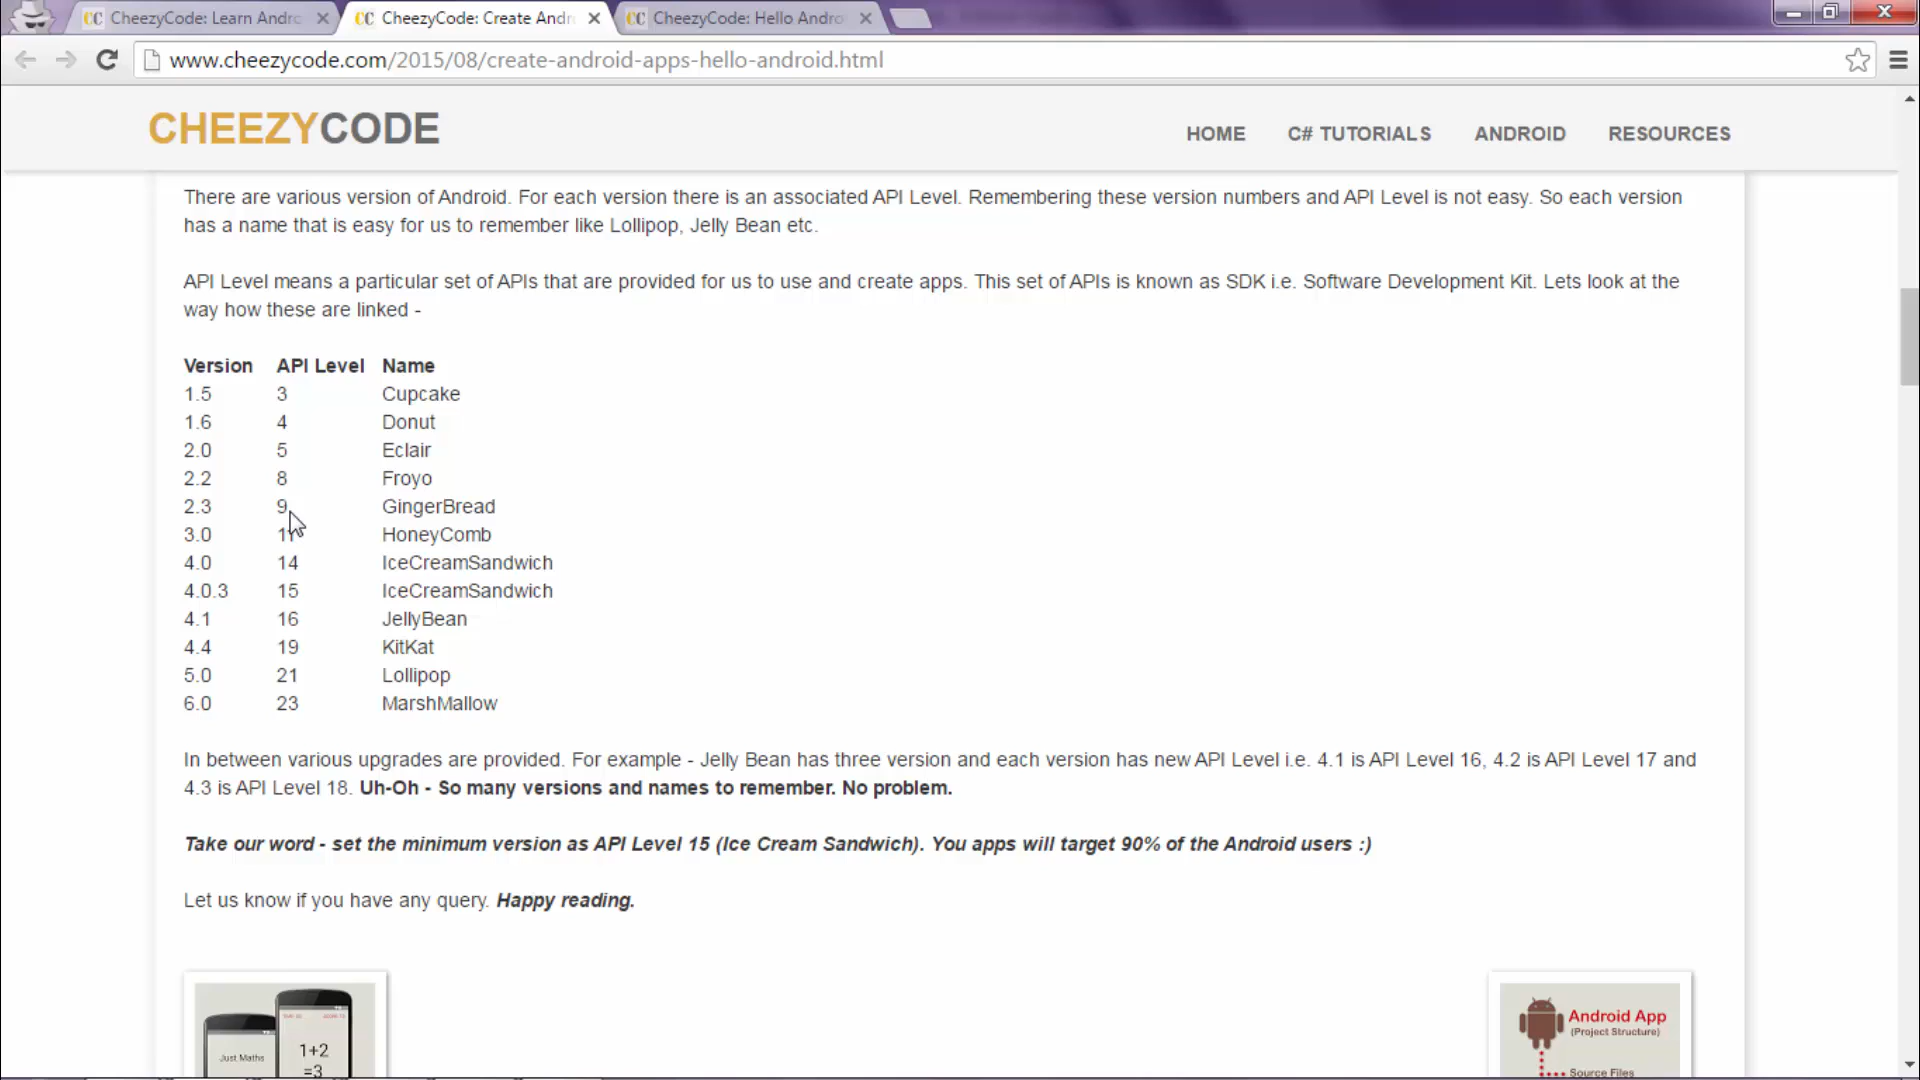 CheezyCode: Learn Andro
CheezyCode: Create Andr
CheezyCode: Hello Andro
www.cheezycode.com/2015/08/create-android-apps-hello-android.html
CHEEZYCODE
HOME C# TUTORIALS ANDROID RESOURCES
There are various version of Android. For each version there is an associated API Level. Remembering these version numbers and API Level is not easy. So each version
has a name that is easy for us to remember like Lollipop, Jelly Bean etc.
API Level means a particular set of APIs that are provided for us to use and create apps. This set of APIs is known as SDK i.e. Software Development Kit. Lets look at the
way how these are linked -
Version API Level Name
1.5 3 Cupcake
1.6 4 Donut
2.0 5 Eclair
2.2 8 Froyo
2.3 9 GingerBread
3.0 11 HoneyComb
4.0 14 IceCreamSandwich
4.0.3 15 IceCreamSandwich
4.1 16 JellyBean
4.4 19 KitKat
5.0 21 Lollipop
6.0 23 MarshMallow
In between various upgrades are provided. For example - Jelly Bean has three version and each version has new API Level i.e. 4.1 is API Level 16, 4.2 is API Level 17 and
4.3 is API Level 18. Uh-Oh - So many versions and names to remember. No problem.
Take our word - set the minimum version as API Level 15 (Ice Cream Sandwich). You apps will target 90% of the Android users :)
Let us know if you have any query. Happy reading.
Just Maths
1+2
=3
Android App
(Project Structure)
Source Files